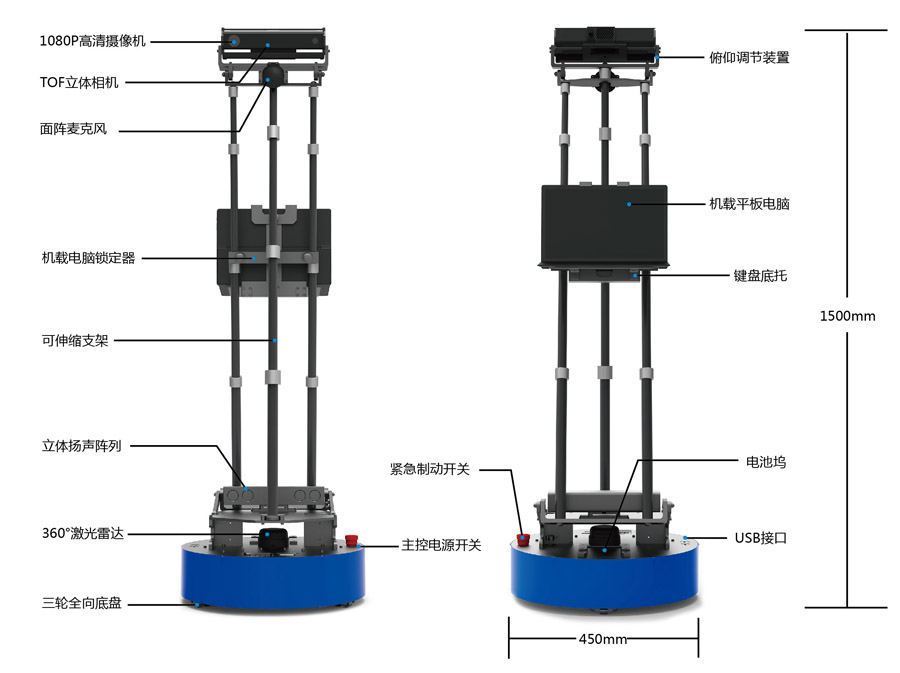 1080P高清摄像机
TOF立体相机
面阵麦克风
机载电脑锁定器
可伸缩支架
立体扬声阵列
360°激光雷达
三轮全向底盘
主控电源开关
俯仰调节装置
机载平板电脑
键盘底托
紧急制动开关
电池坞
USB接口
1500mm
450mm